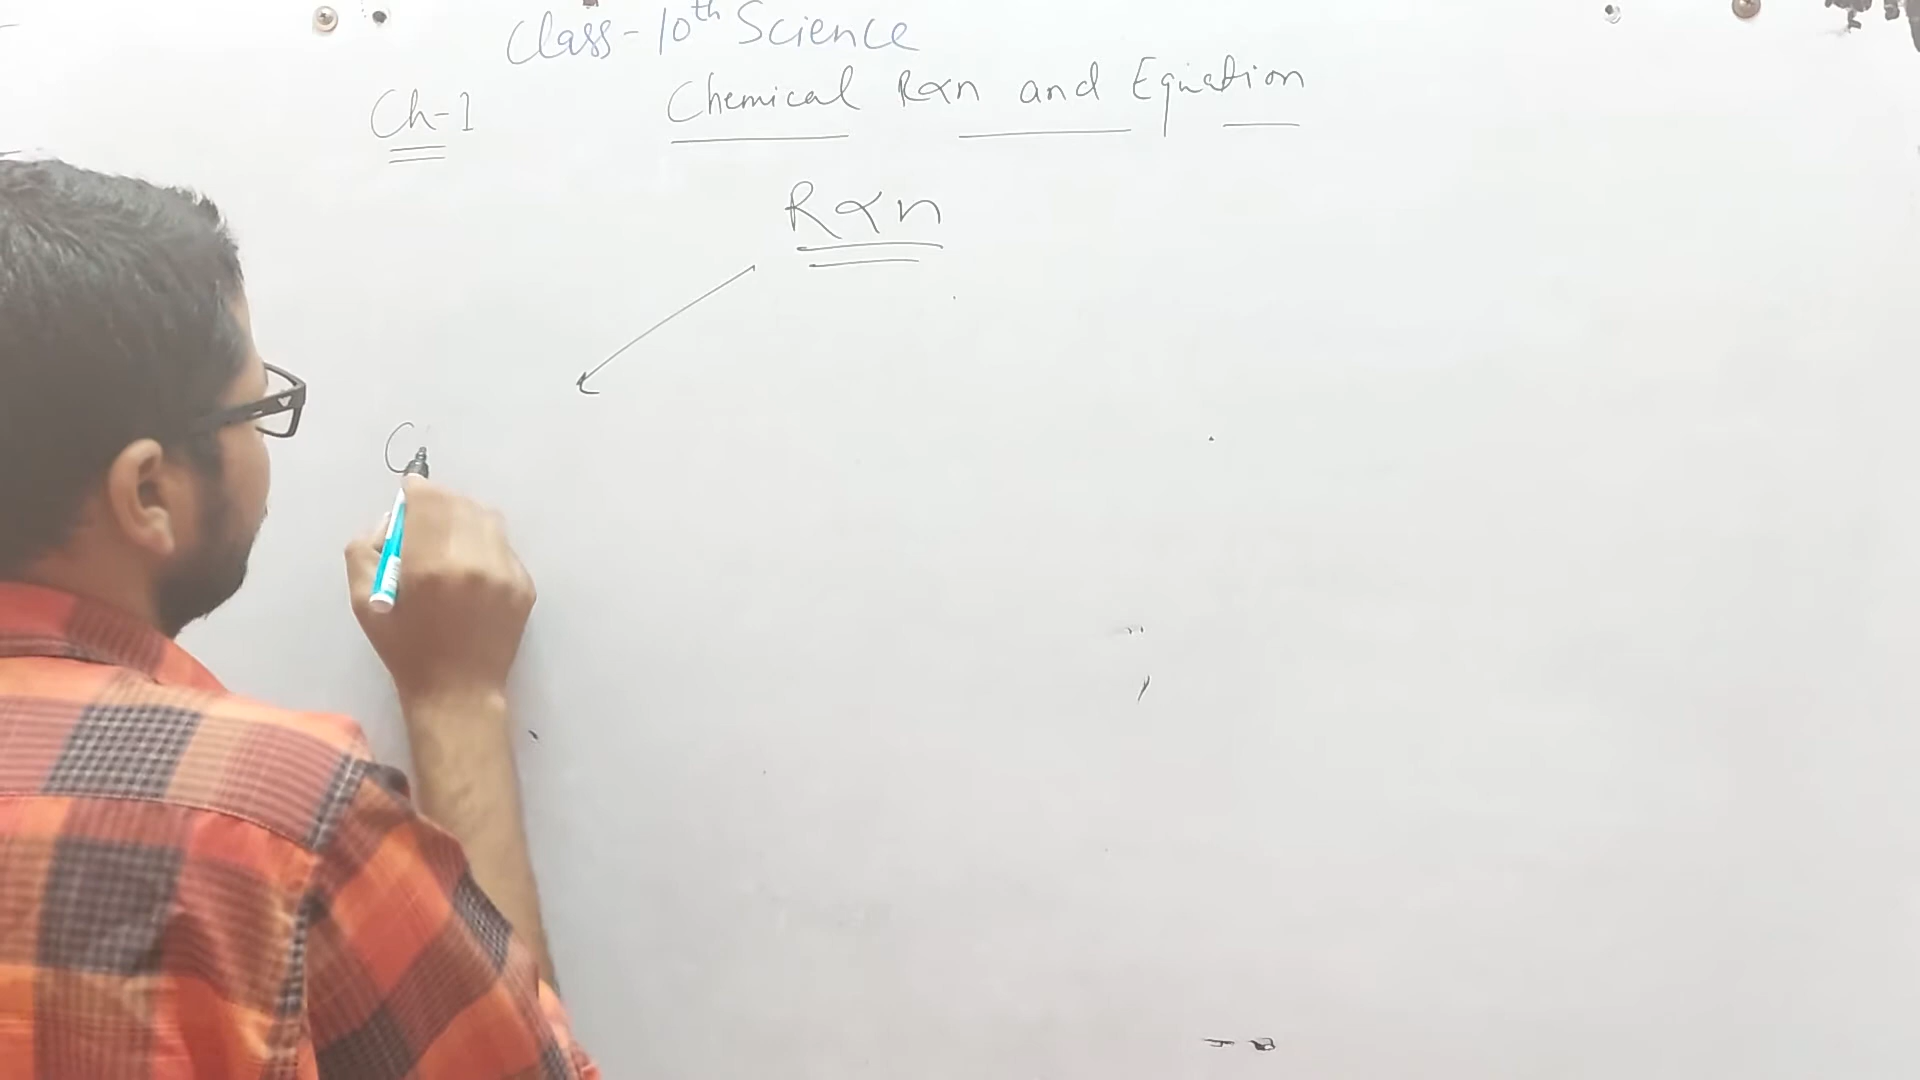 Class-10th Science
Ch-1 Chemical Rxn and Equation
Rxn
C